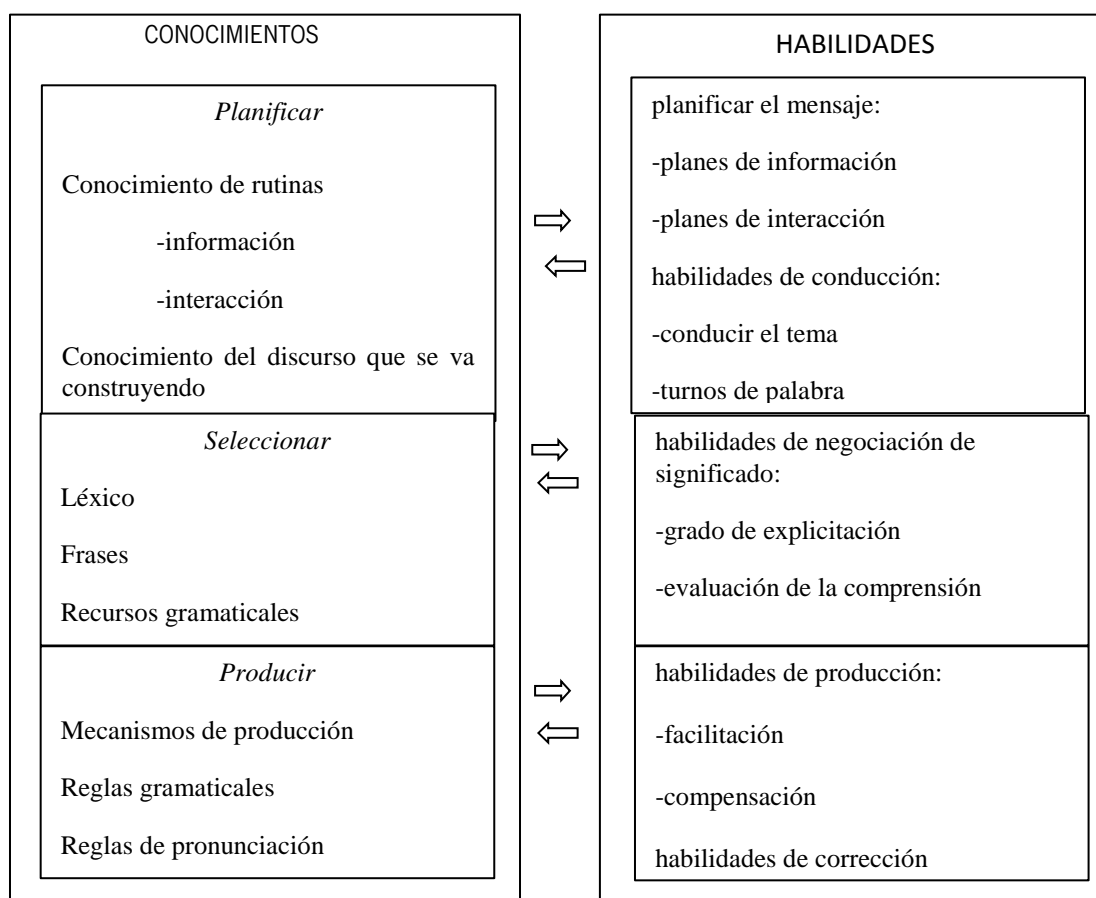 CONOCIMIENTOS
Planificar
Conocimiento de rutinas
-información
-interacción
Conocimiento del discurso que se va
construyendo
Seleccionar
Léxico
Frases
Recursos gramaticales
Producir
Mecanismos de producción
Reglas gramaticales
Reglas de pronunciación
HABILIDADES
planificar el mensaje:
-planes de información
-planes de interacción
habilidades de conducción:
-conducir el tema
-turnos de palabra
habilidades de negociación de
significado:
-grado de explicitación
-evaluación de la comprensión
habilidades de producción:
-facilitación
-compensación
habilidades de corrección